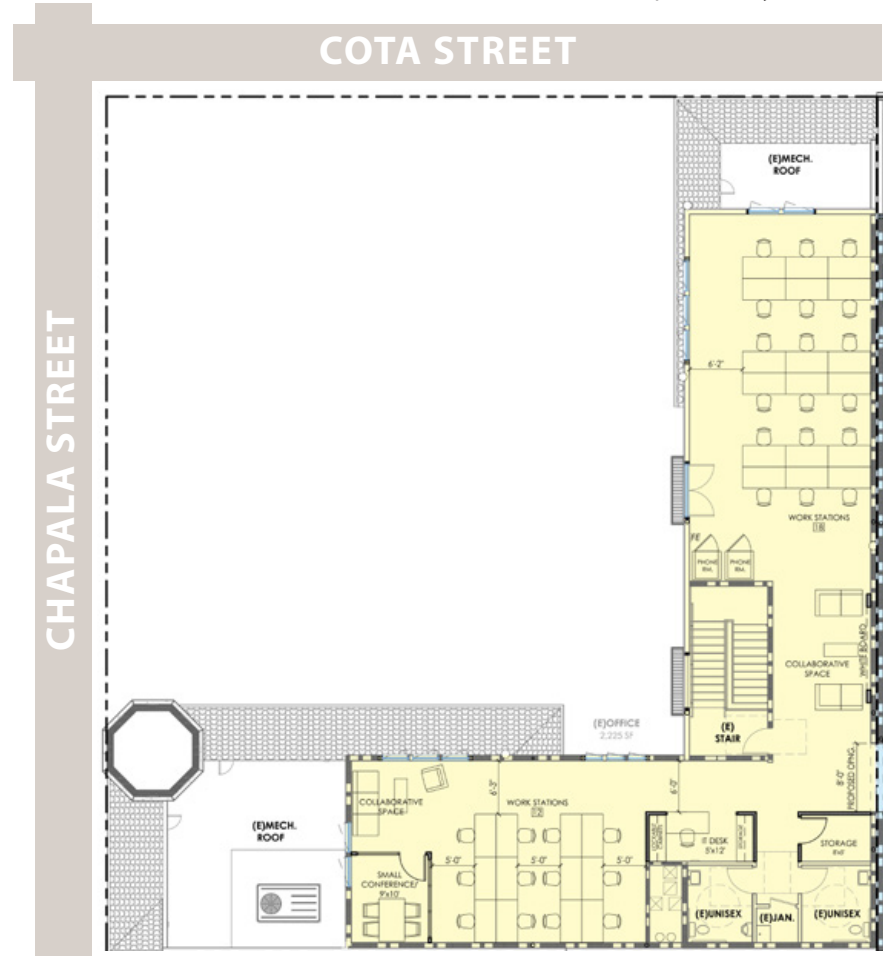 COTA STREET
CHAPALA STREET
(E)MECH.
ROOF
6'-2"
WORK STATIONS
18
FE
PHONE
RM.
PHONE
RM.
WHITE BOARD
COLLABORATIVE
SPACE
(E)OFFICE
2,225 SF
(E)
STAIR
8'-0"
PROPOSED OPNG.
6'-3"
6'-0"
COLLABORATIVE
SPACE
WORK STATIONS
12
(E)MECH.
ROOF
IT DESK
5'x12'
STORAGE
STORAGE
5'-0"
5'-0"
5'-0"
SMALL
CONFERENCE/
9'x10'
(E)UNISEX
(E)JAN.
(E)UNISEX